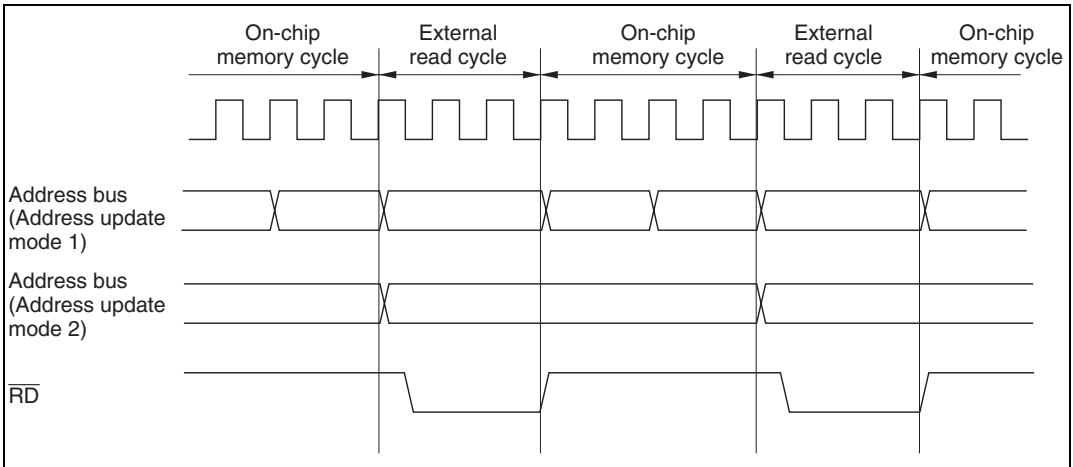 On-chip
memory cycle
External
read cycle
On-chip
memory cycle
External
read cycle
On-chip
memory cycle
Address bus
(Address update
mode 1)
Address bus
(Address update
mode 2)
RD